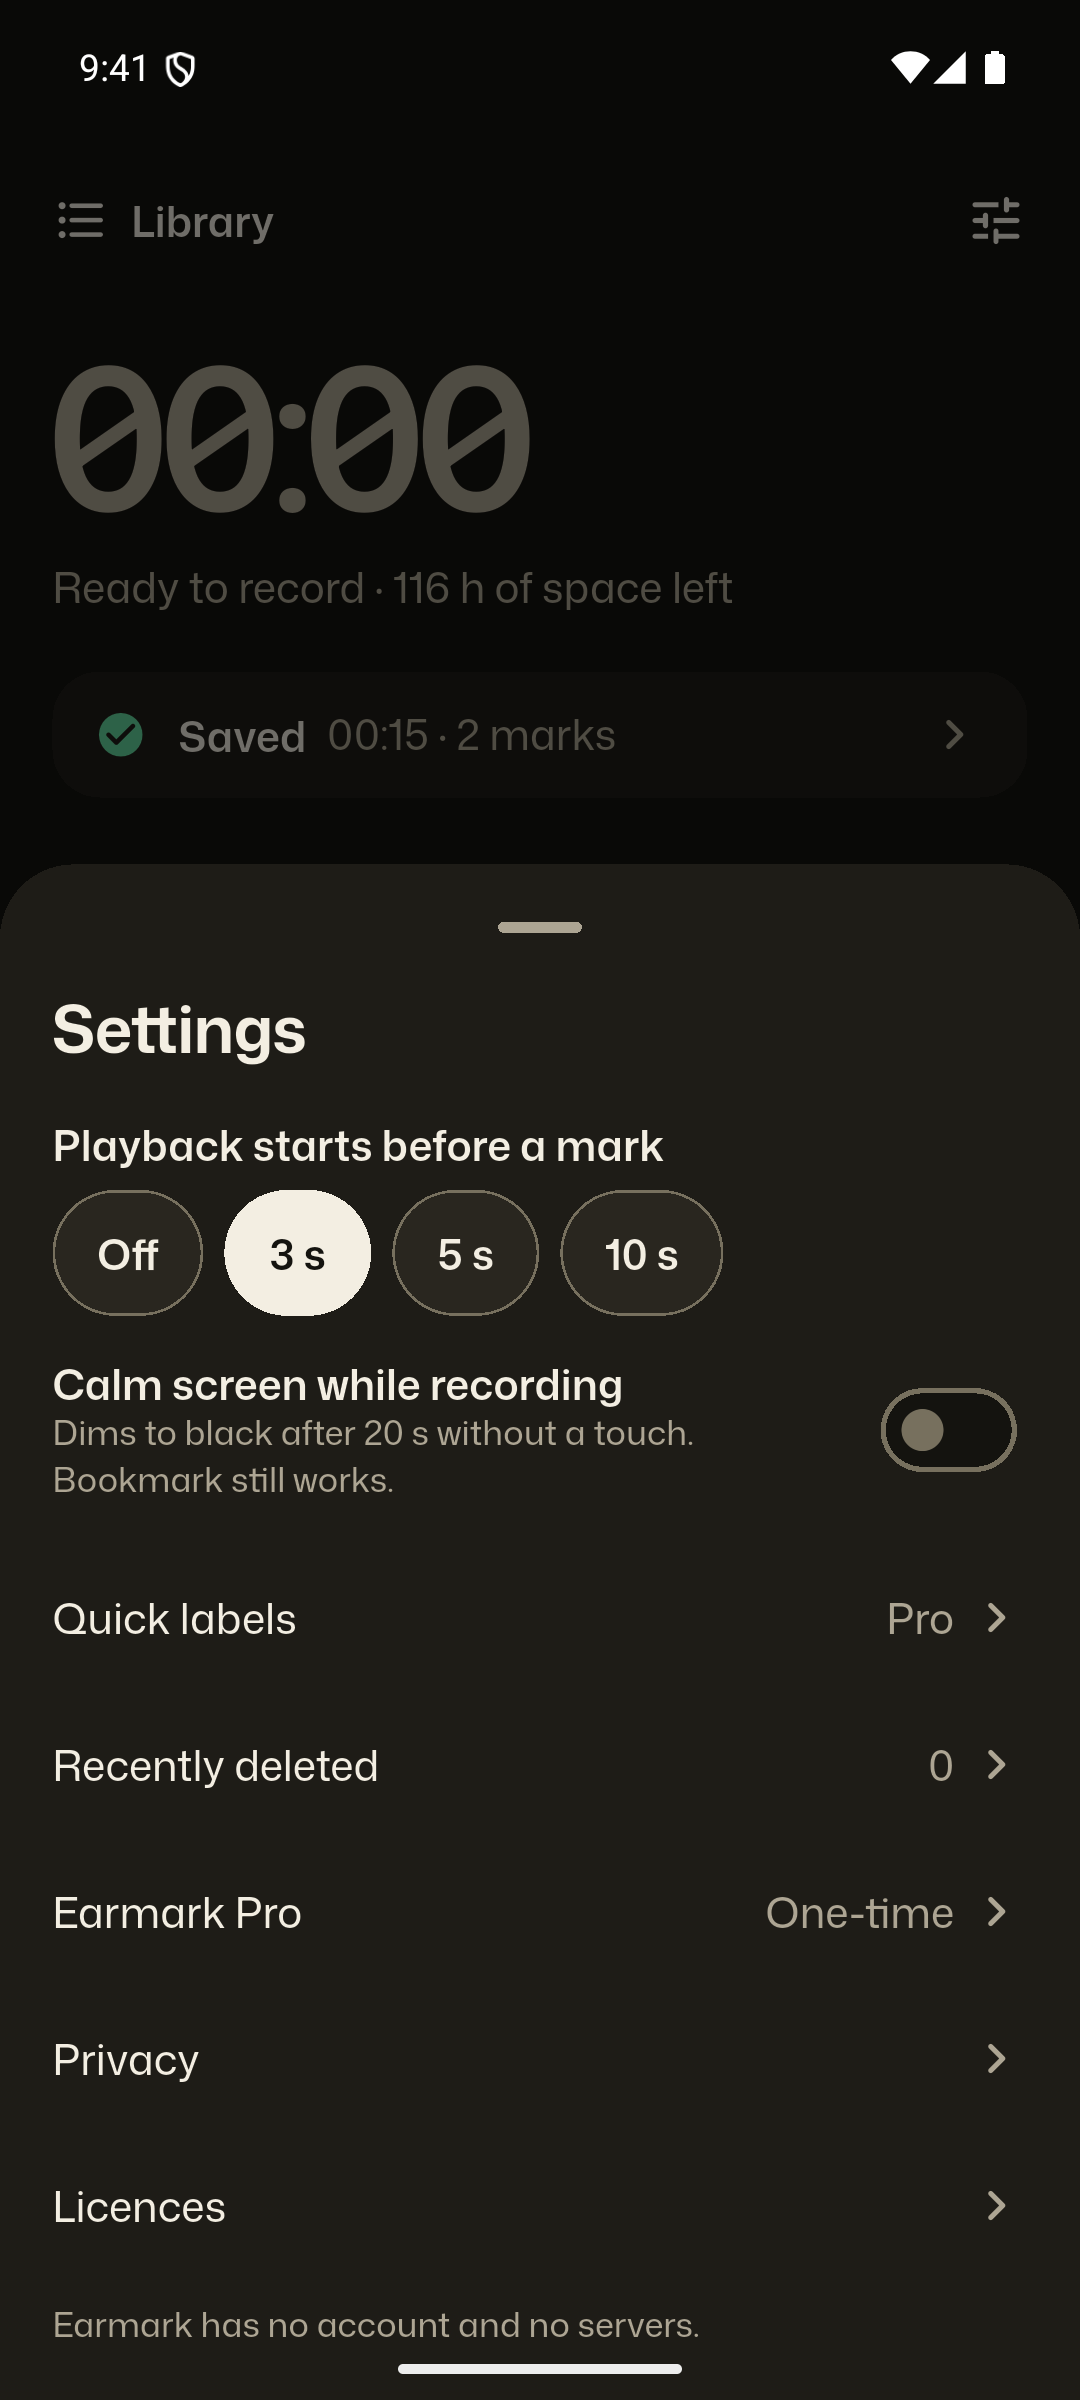 9:41
Library
00:00
Ready to record · 116 h of space left
Saved 00:15 · 2 marks
Settings
Playback starts before a mark
Off 3 s 5 s 10 s
Calm screen while recording
Dims to black after 20 s without a touch.
Bookmark still works.
Quick labels Pro
Recently deleted 0
Earmark Pro One-time
Privacy
Licences
Earmark has no account and no servers.